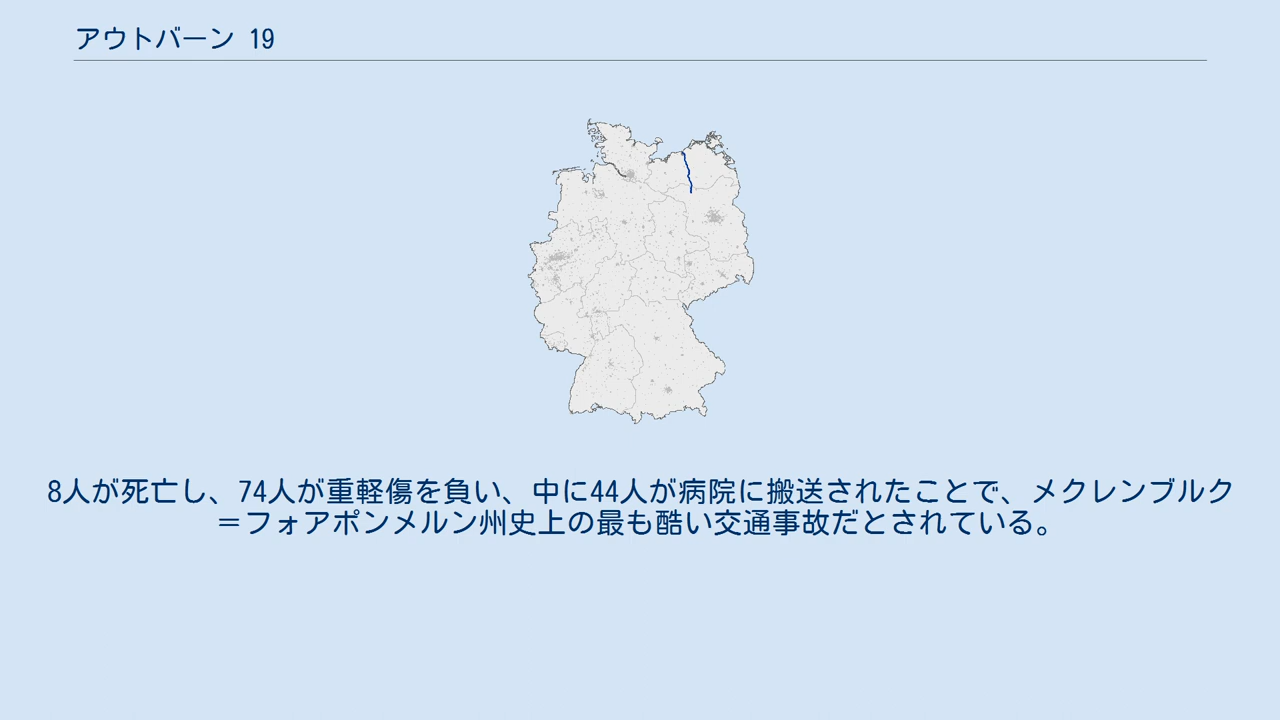 アウトバーン 19
8人が死亡し、74人が重軽傷を負い、中に44人が病院に搬送されたことで、メクレンブルク
＝フォアポンメルン州史上の最も酷い交通事故だとされている。